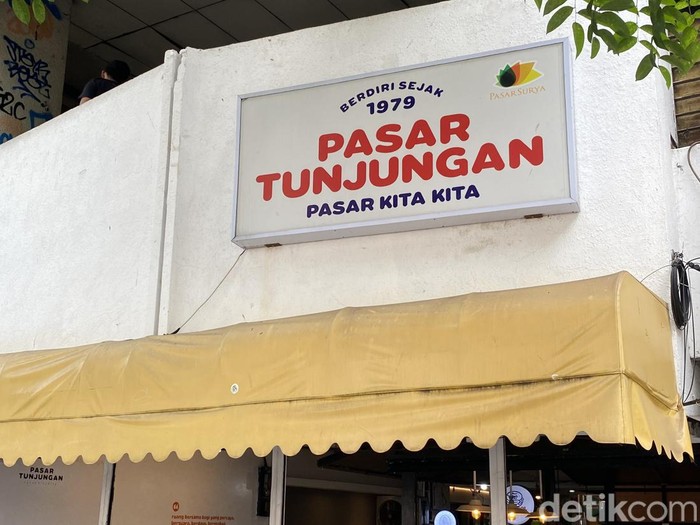 BERDIRI SEJAK
1979
PASAR
TUNJUNGAN
PASAR KITA KITA
PASARSURYA
PASAR
TUNJUNGAN
detikcom